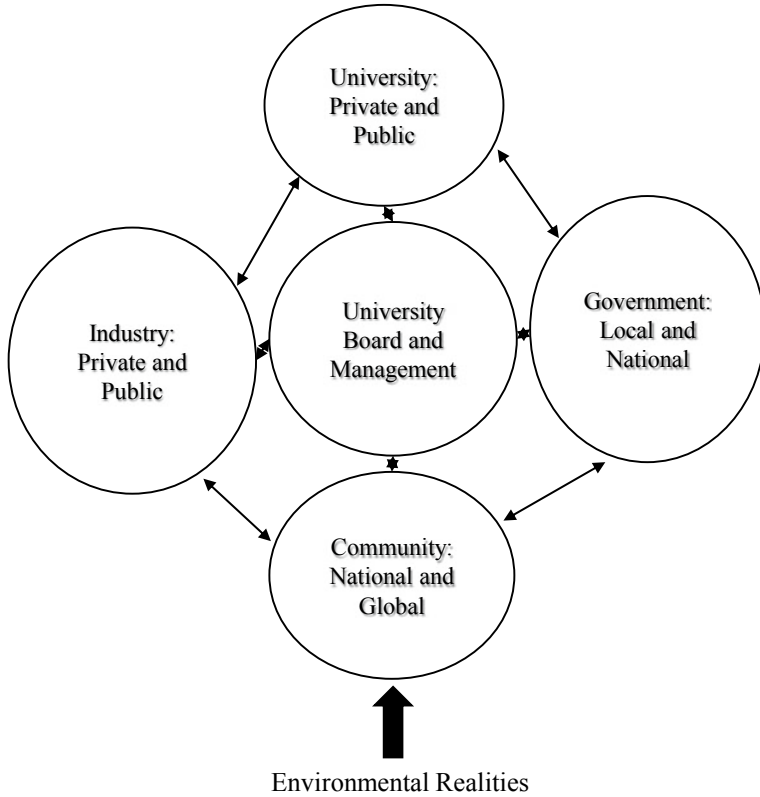 University:
Private and
Public
Industry:
Private and
Public
University
Board and
Management
Government:
Local and
National
Community:
National and
Global
Environmental Realities